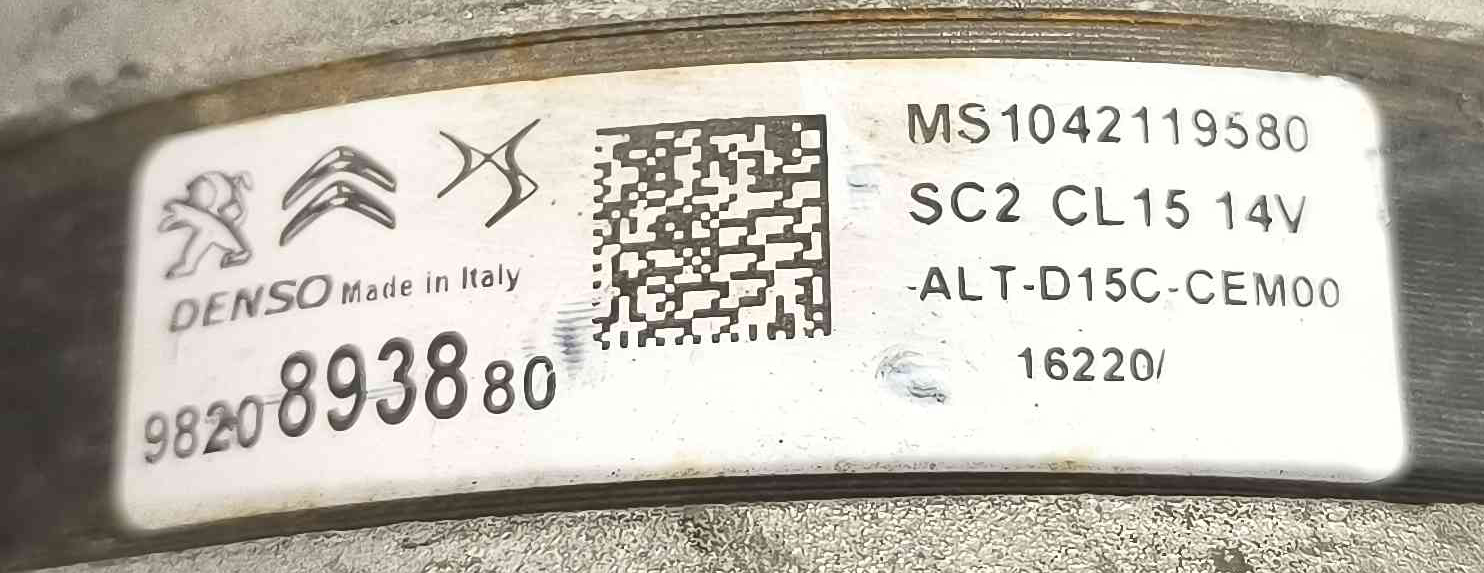 DENSO Made in Italy
9820893880
MS1042119580
SC2 CL15 14V
-ALT-D15C-CEM00
16220/